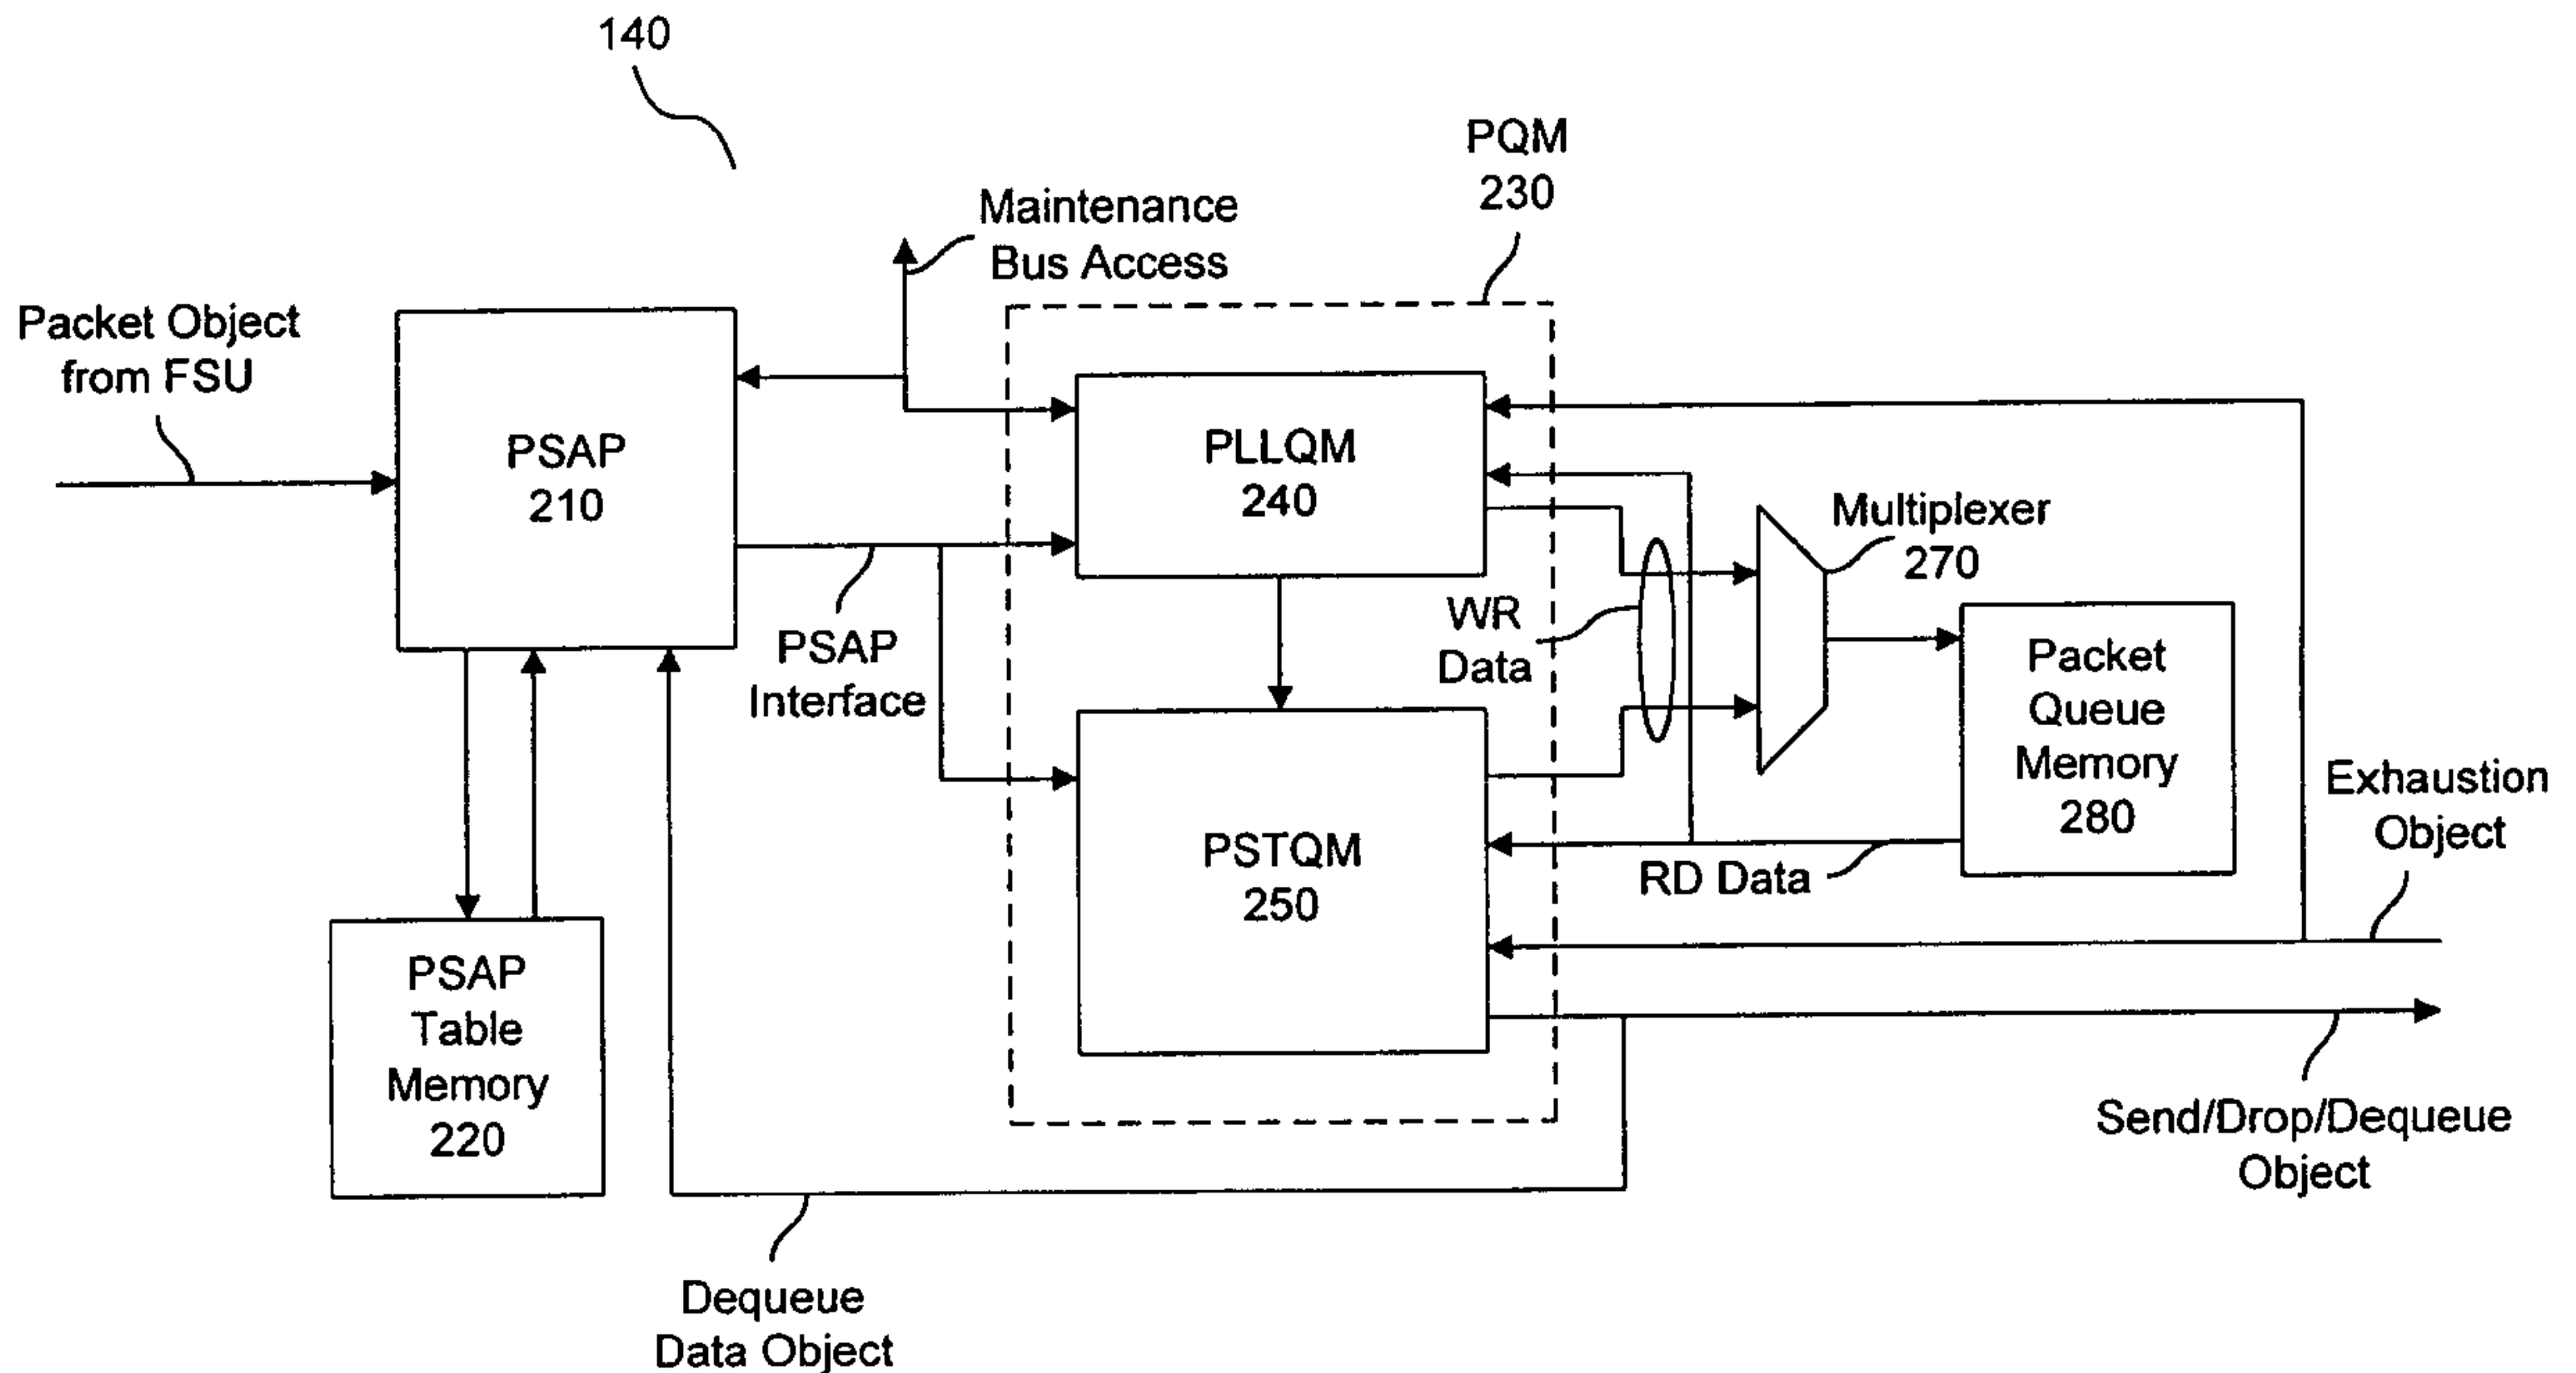 140
PQM
230
Maintenance
Bus Access
Packet Object
from FSU
PSAP
210
PLLQM
240
Multiplexer
270
PSAP
Interface
WR
Data
Packet
Queue
Memory
280
Exhaustion
Object
PSTQM
250
RD Data
PSAP
Table
Memory
220
Send/Drop/Dequeue
Object
Dequeue
Data Object